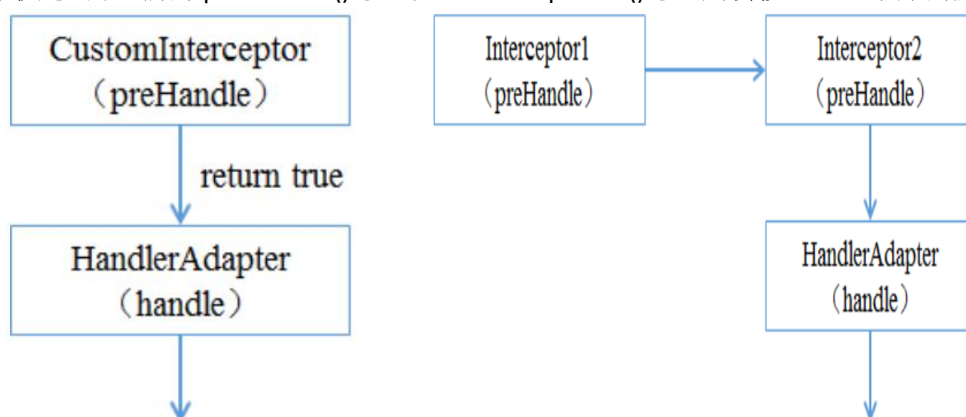 CustomInterceptor
（preHandle）
return true
HandlerAdapter
（handle）
Interceptor1
（preHandle）
Interceptor2
（preHandle）
HandlerAdapter
（handle）